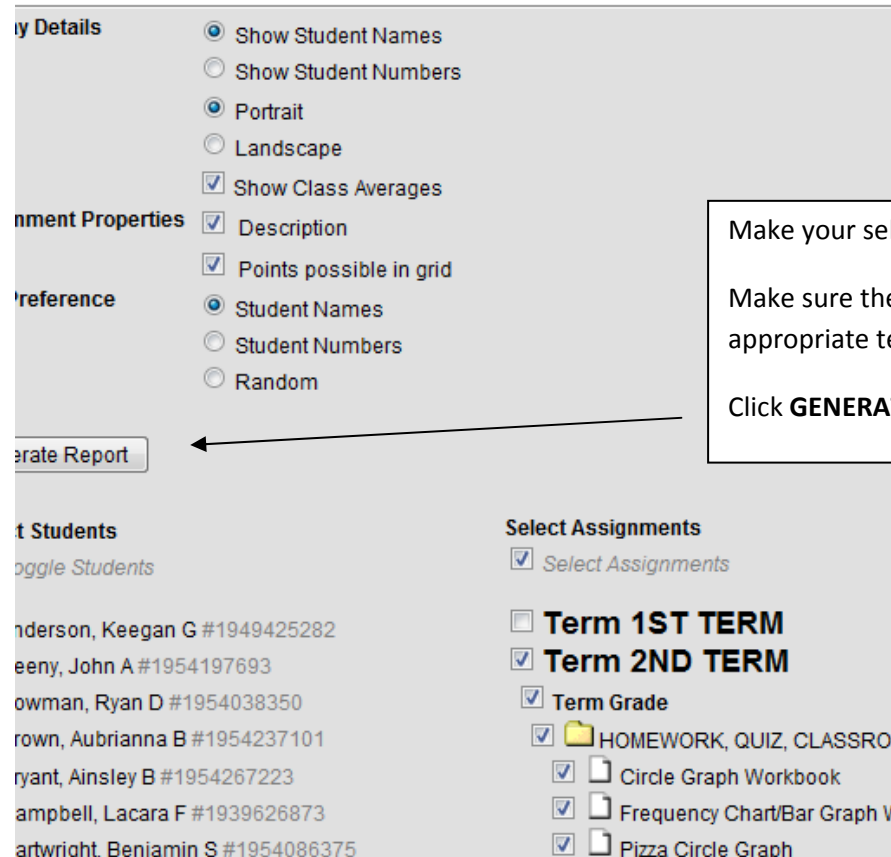 ay Details
Show Student Names
Show Student Numbers
Portrait
Landscape
Show Class Averages
nment Properties
Description
Points possible in grid
Preference
Student Names
Student Numbers
Random
Make your sel
Make sure the
appropriate te
Click GENERAT
erate Report
t Students
oggle Students
nderson, Keegan G #1949425282
eeny, John A #1954197693
owman, Ryan D #1954038350
rown, Aubrianna B #1954237101
ryant, Ainsley B #1954267223
ampbell, Lacara F #1939626873
artwright, Benjamin S #1954086375
Select Assignments
Select Assignments
Term 1ST TERM
Term 2ND TERM
Term Grade
HOMEWORK, QUIZ, CLASSRO
Circle Graph Workbook
Frequency Chart/Bar Graph W
Pizza Circle Graph